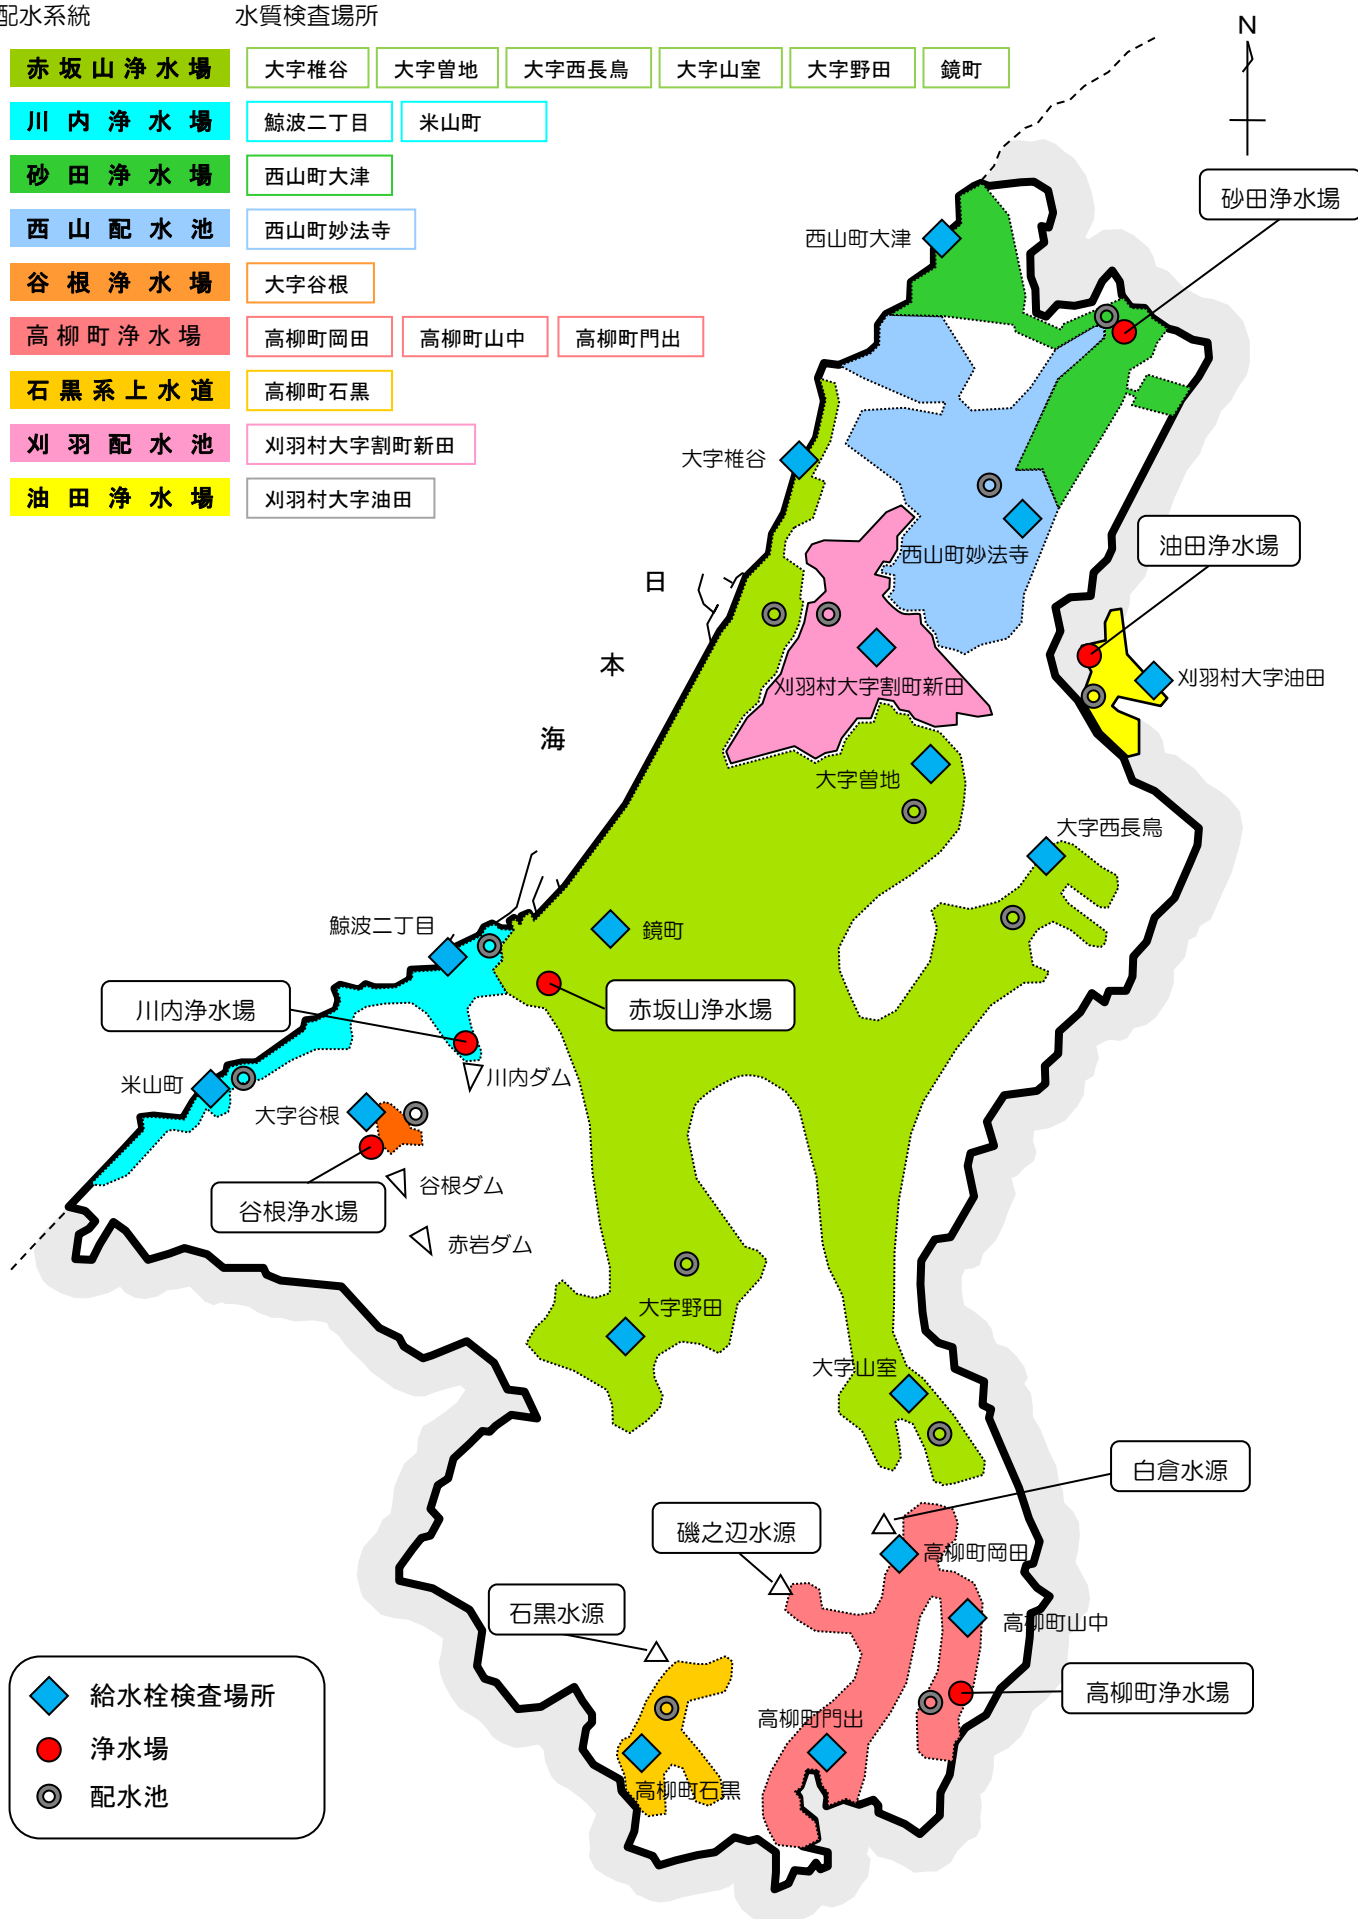 配水系統 水質検査場所
赤坂山浄水場 大字椎谷 大字曽地 大字西長鳥 大字山室 大字野田 鏡町
川内浄水場 鯨波二丁目 米山町
砂田浄水場 西山町大津
西山配水池 西山町妙法寺
谷根浄水場 大字谷根
高柳町浄水場 高柳町岡田 高柳町山中 高柳町門出
石黒系上水道 高柳町石黒
刈羽配水池 刈羽村大字割町新田
油田浄水場 刈羽村大字油田
N
砂田浄水場
西山町大津
大字椎谷
西山町妙法寺
油田浄水場
日
本
海
刈羽村大字割町新田
刈羽村大字油田
大字曽地
大字西長鳥
鯨波二丁目
鏡町
川内浄水場
赤坂山浄水場
米山町
川内ダム
大字谷根
谷根ダム
谷根浄水場
赤岩ダム
大字野田
大字山室
白倉水源
磯之辺水源
高柳町岡田
石黒水源
高柳町山中
高柳町浄水場
高柳町門出
高柳町石黒
給水栓検査場所
浄水場
配水池